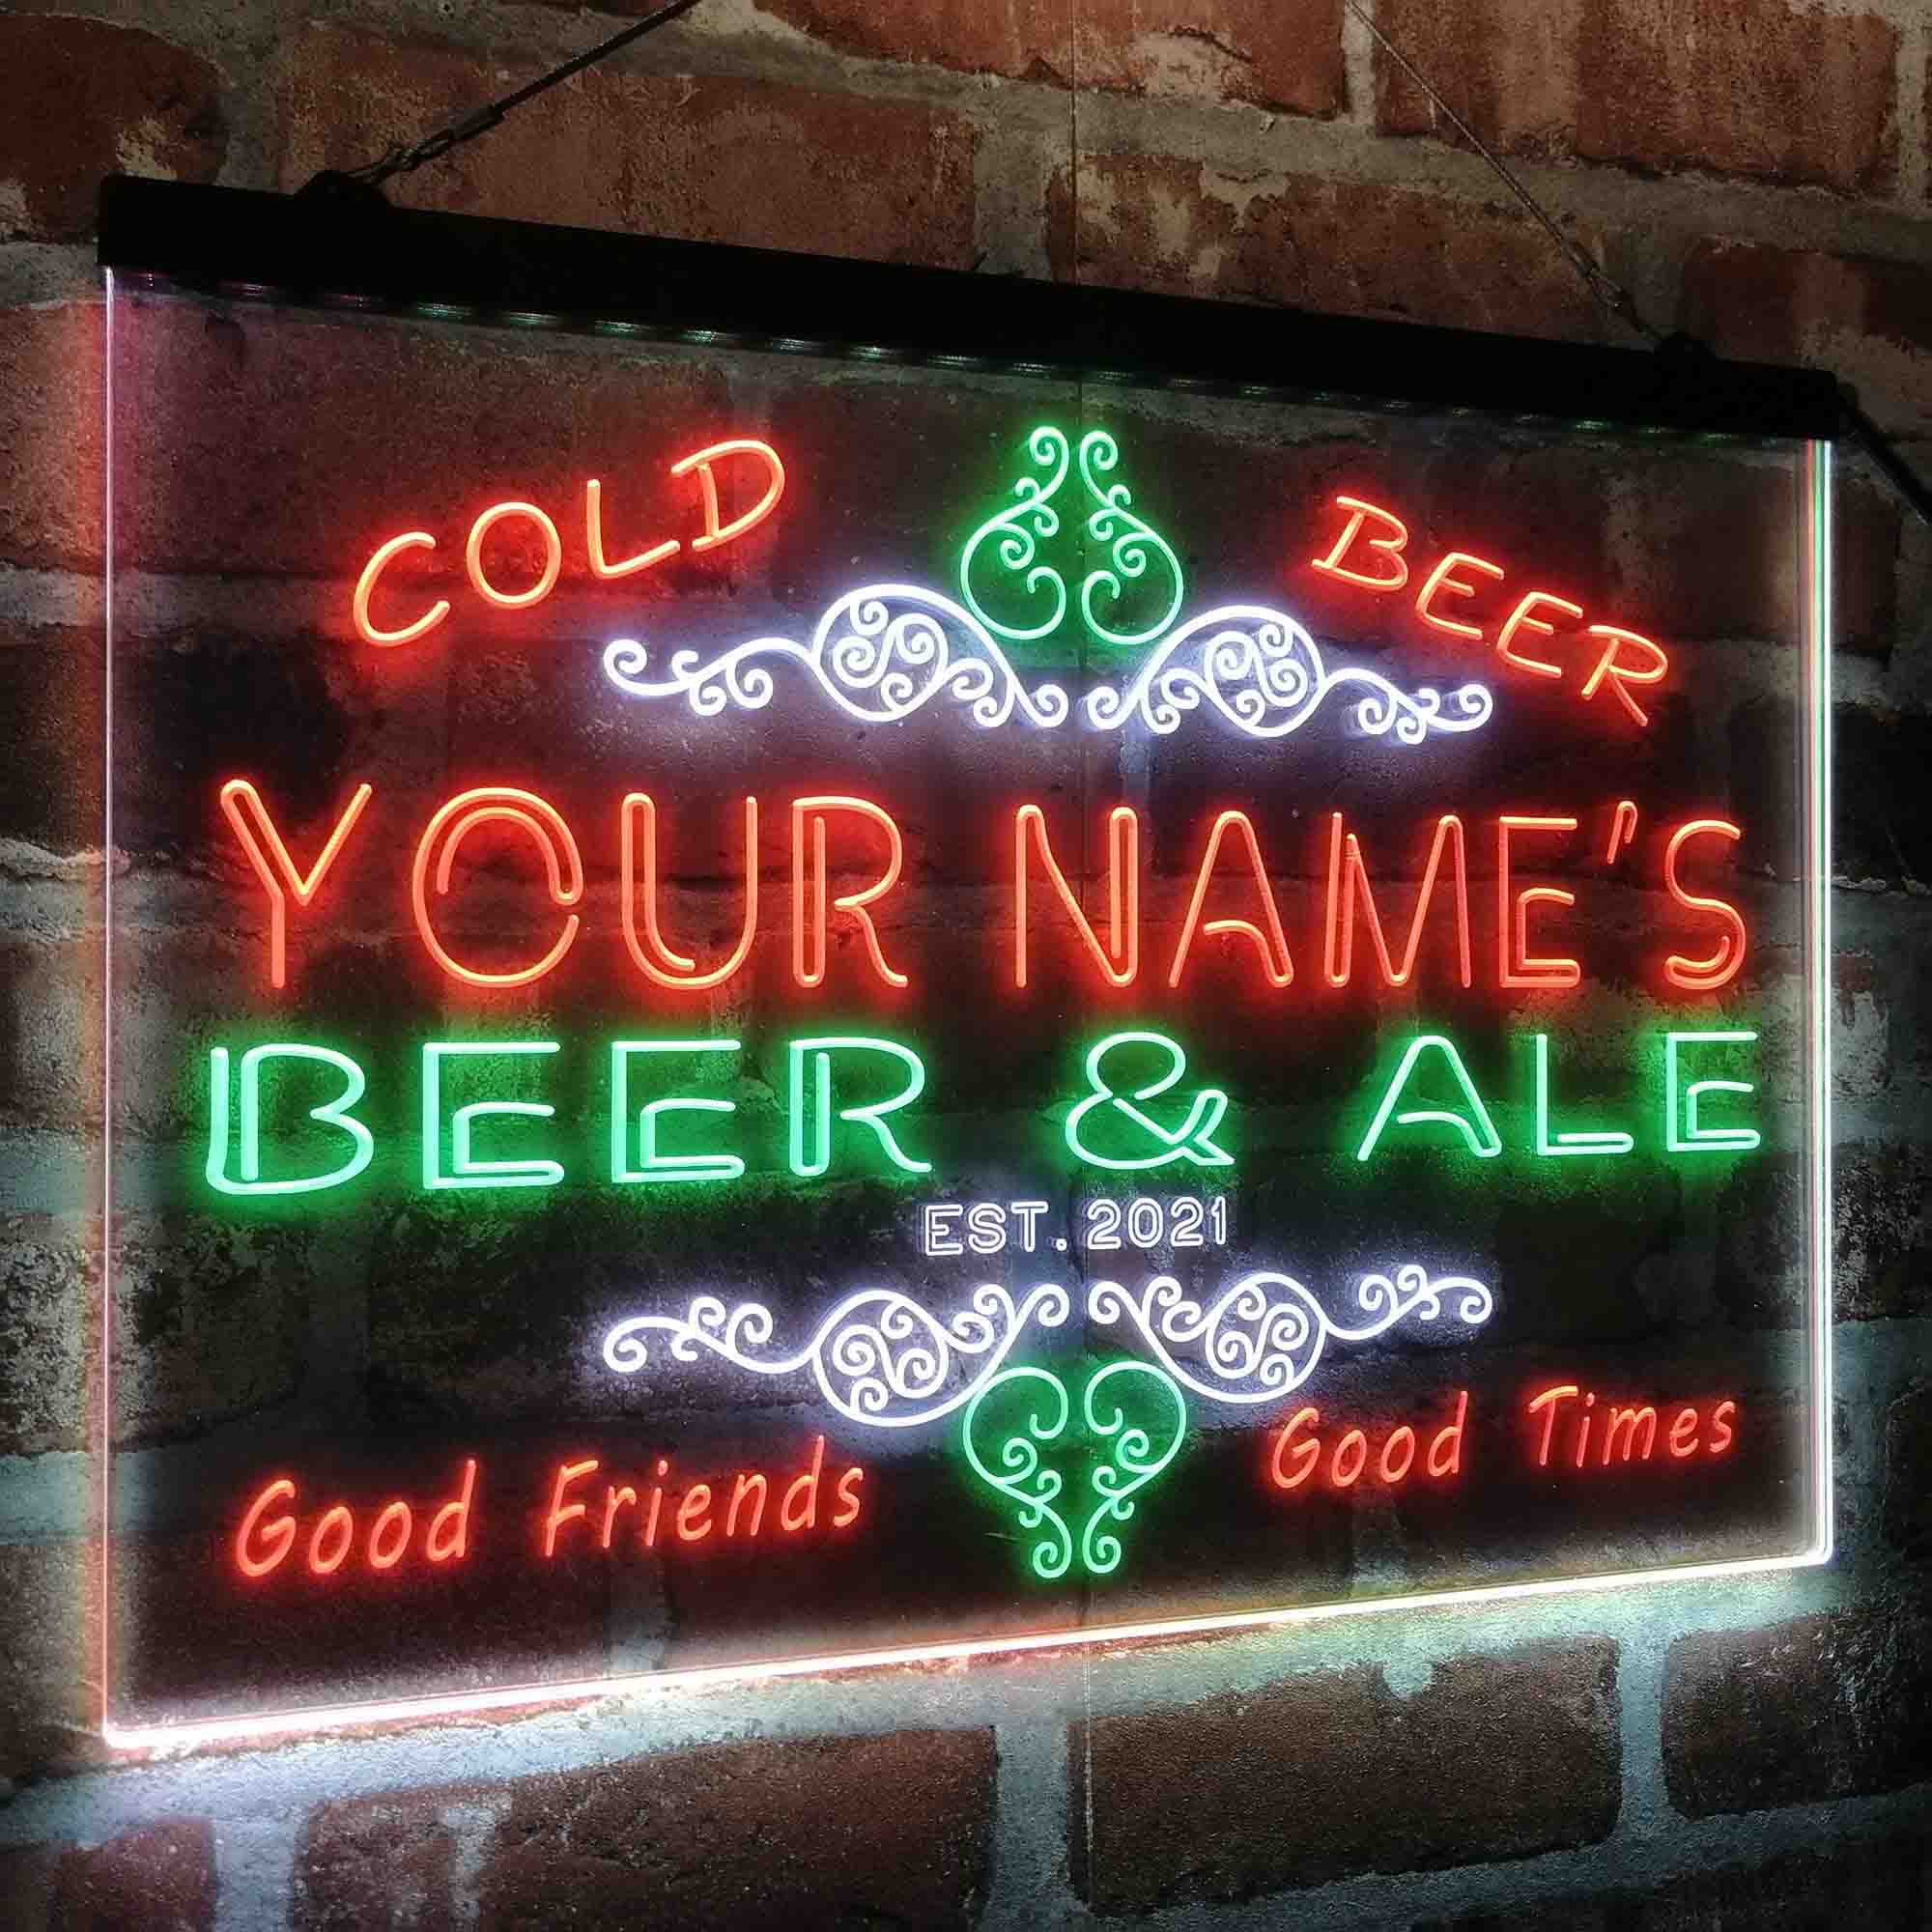 COLD BEER
YOUR NAME'S
BEER & ALE
EST. 2021
Good Friends Good Times